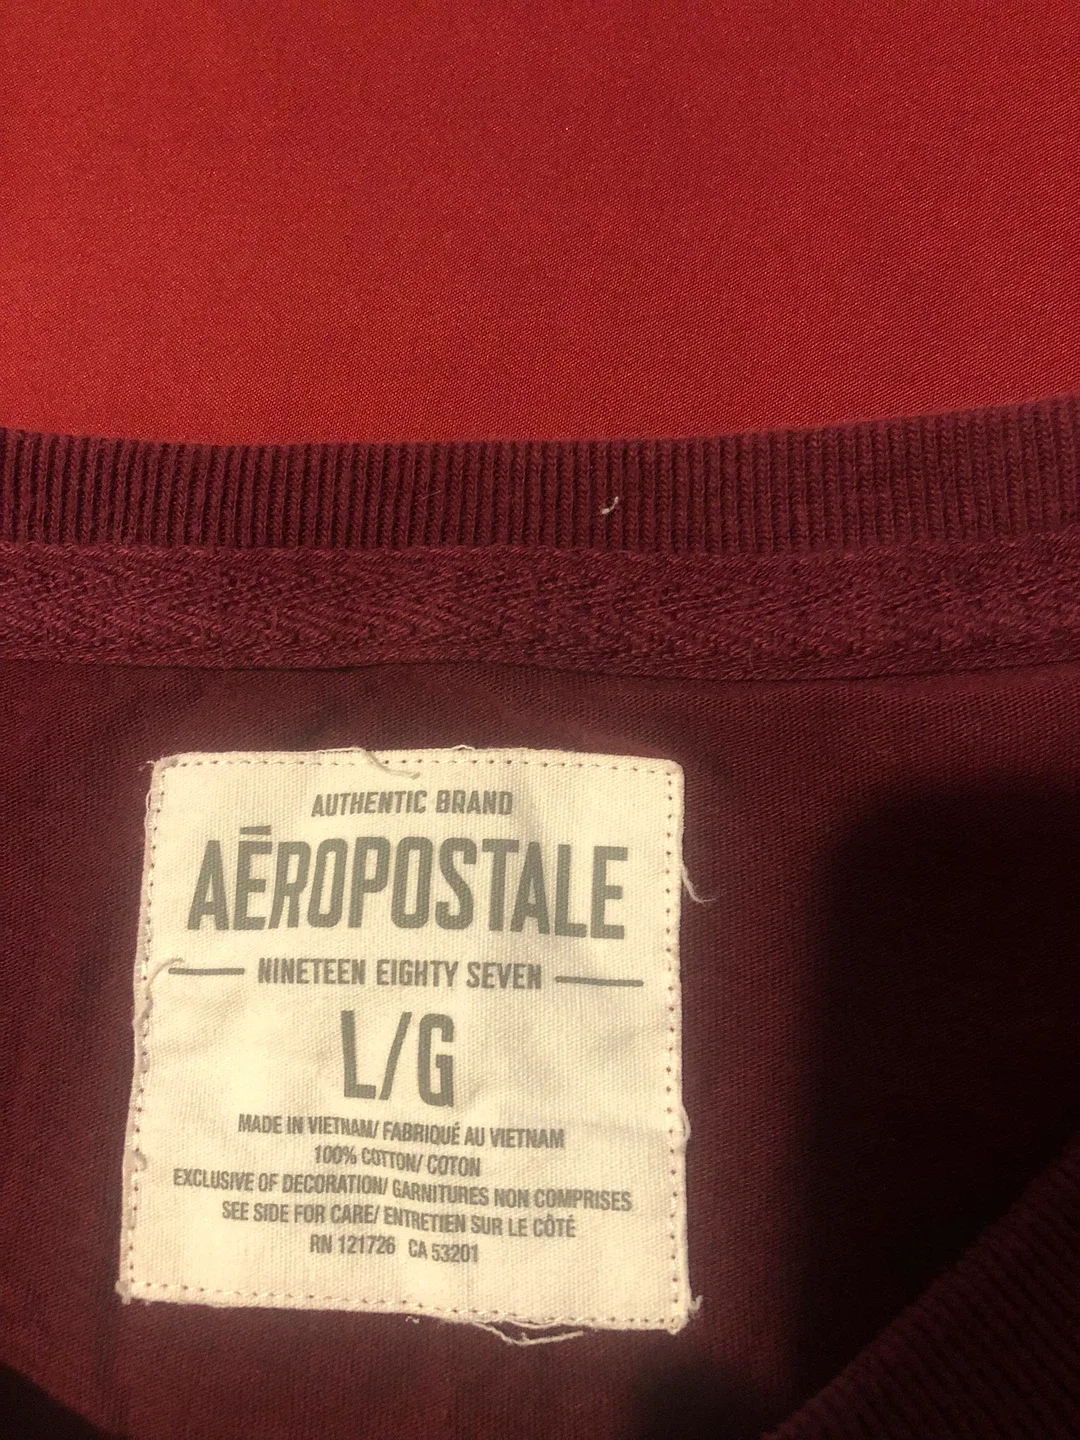 AUTHENTIC BRAND
AĒROPOSTALE
NINETEEN EIGHTY SEVEN
L/G
MADE IN VIETNAM/ FABRIQUÉ AU VIETNAM
100% COTTON/ COTON
EXCLUSIVE OF DECORATION/ GARNITURES NON COMPRISES
SEE SIDE FOR CARE/ ENTRETIEN SUR LE CÔTÉ
RN 121726 CA 53201